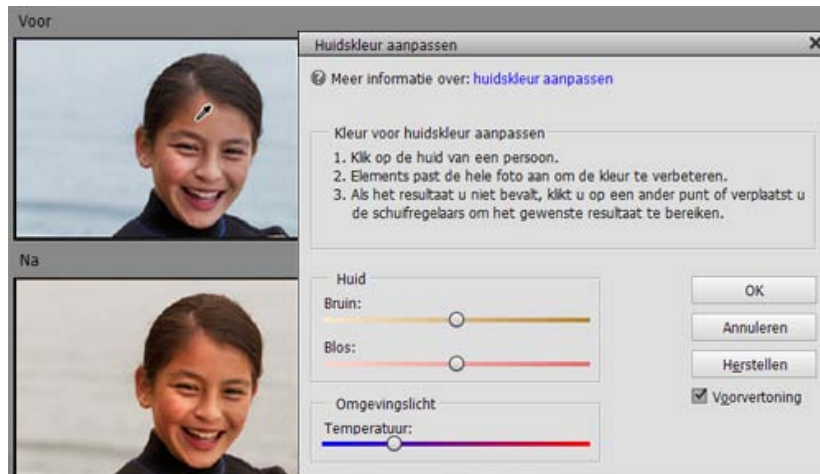 Voor
Huidskleur aanpassen
Meer informatie over: huidskleur aanpassen
Kleur voor huidskleur aanpassen
1. Klik op de huid van een persoon.
2. Elements past de hele foto aan om de kleur te verbeteren.
3. Als het resultaat u niet bevalt, klikt u op een ander punt of verplaatst u
de schuifregelaars om het gewenste resultaat te bereiken.
Na
Huid
Bruin:
Blos:
OK
Annuleren
Herstellen
Voorvertoning
Omgevingslicht
Temperatuur: